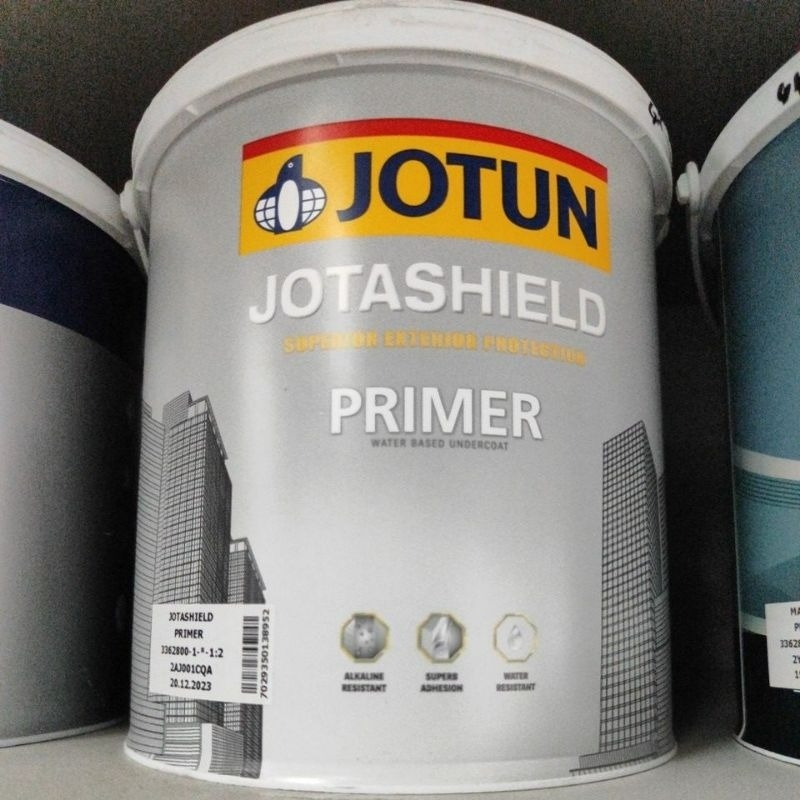 JOTUN
JOTASHIELD
SUPERIOR EXTERIOR PROTECTION
PRIMER
WATER BASED UNDERCOAT
ALKALINE
RESISTANT
SUPERB
ADHESION
WATER
RESISTANT
JOTASHIELD
PRIMER
3362800-1-*-1:2
2AJ001CQA
20.12.2023
7029350138952
MA